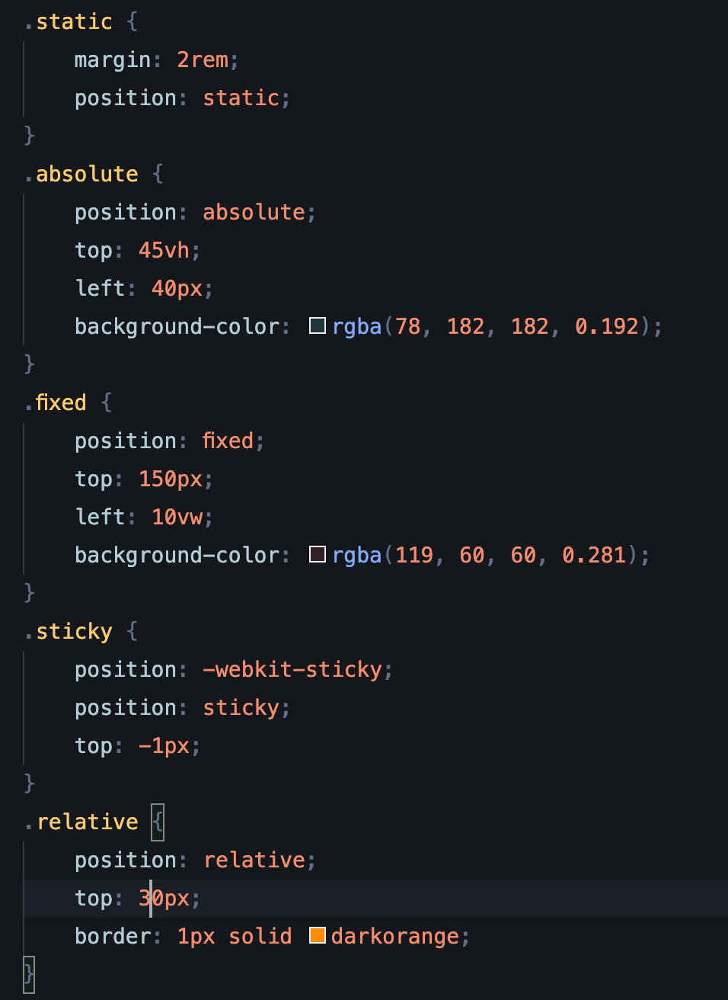 .static {
    margin: 2rem;
    position: static;
}
.absolute {
    position: absolute;
    top: 45vh;
    left: 40px;
    background-color: rgba(78, 182, 182, 0.192);
}
.fixed {
    position: fixed;
    top: 150px;
    left: 10vw;
    background-color: rgba(119, 60, 60, 0.281);
}
.sticky {
    position: -webkit-sticky;
    position: sticky;
    top: -1px;
}
.relative {
    position: relative;
    top: 30px;
    border: 1px solid darkorange;
}